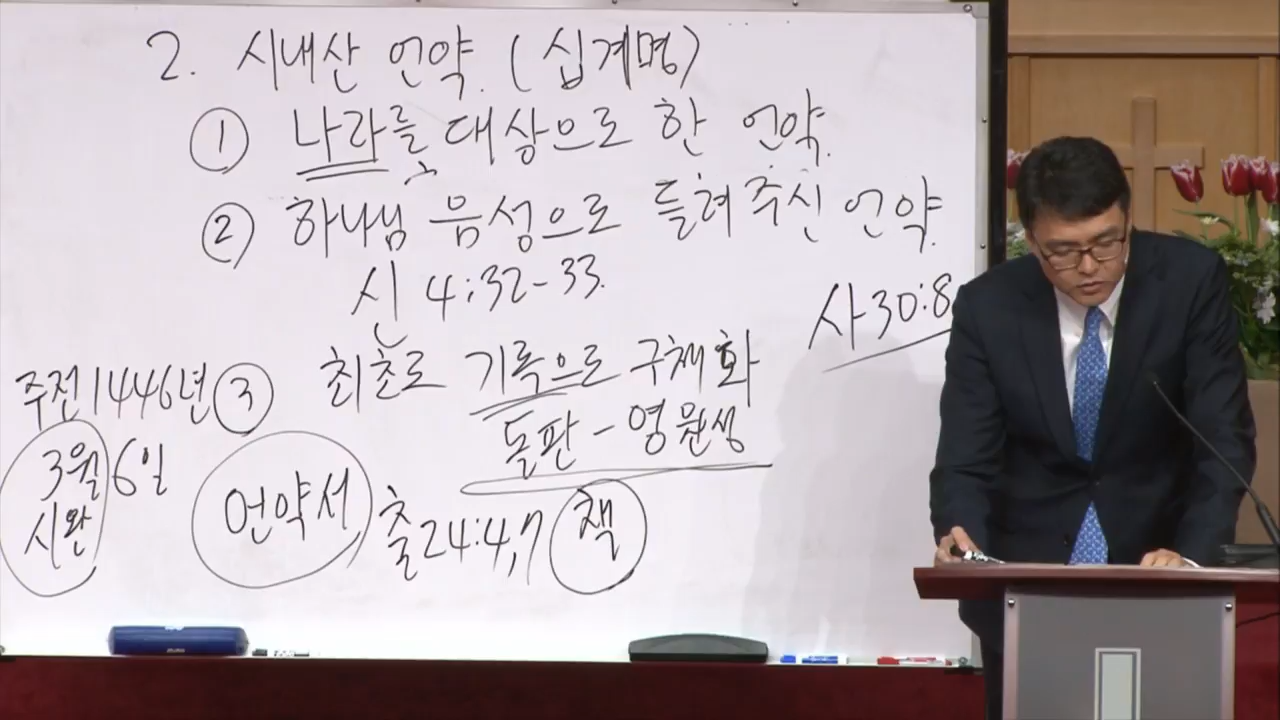 2. 시내산 언약. (십계명)
① 나라를 대상으로 한 언약.
② 하나님 음성으로 들려주신 언약.
신 4:32-33.
사30:8
주전1446년 ③ 최초로 기록으로 구체화
돌판 - 영원성
3월 6일
시완
언약서 출24:4,7 책